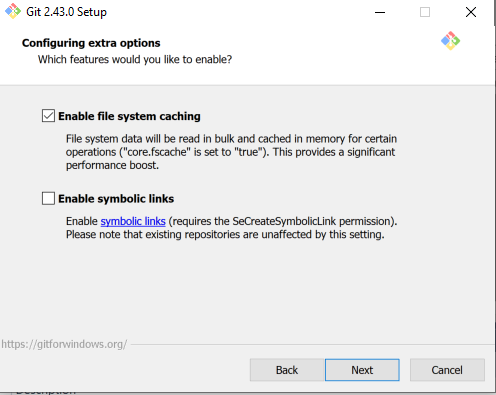 Git 2.43.0 Setup
Configuring extra options
Which features would you like to enable?
Enable file system caching
File system data will be read in bulk and cached in memory for certain
operations ("core.fscache" is set to "true"). This provides a significant
performance boost.
Enable symbolic links
Enable symbolic links (requires the SeCreateSymbolicLink permission).
Please note that existing repositories are unaffected by this setting.
https://gitforwindows.org/
Back
Next
Cancel
Description